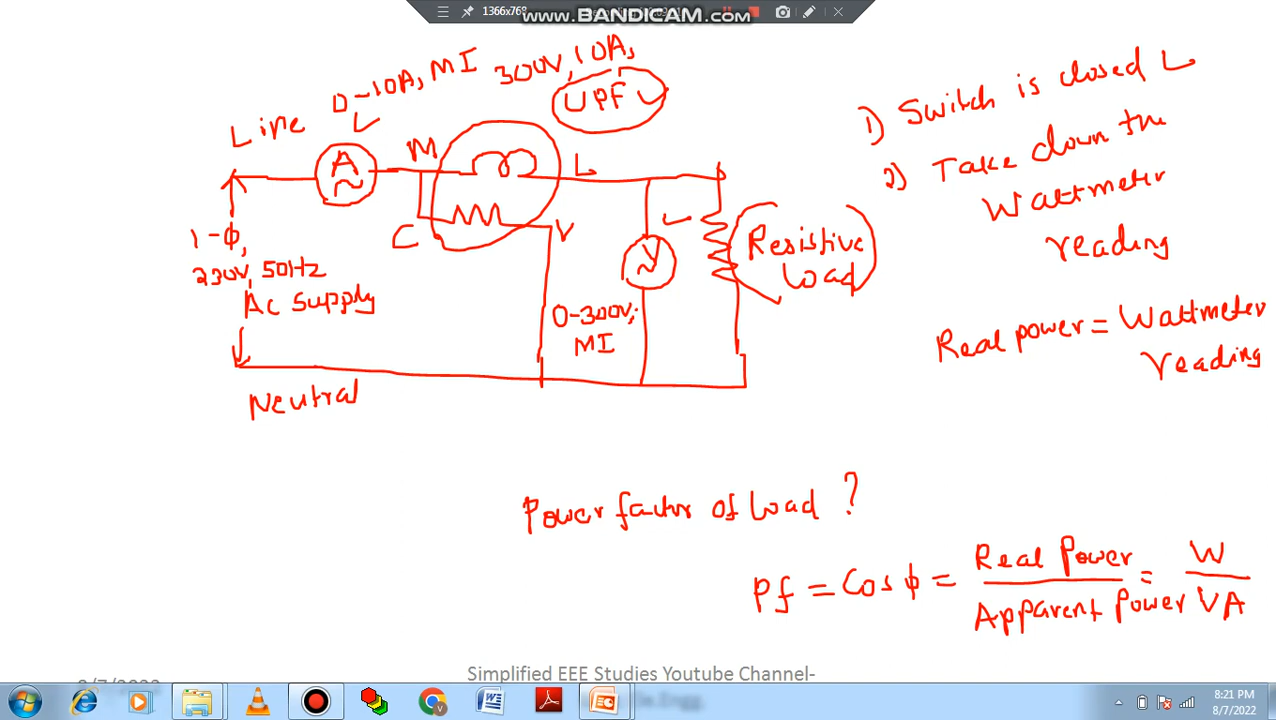 1366x768
www.BANDICAM.com
0-10A, MI
300V, 10A,
UPF
Line
A
M
L
C
V
1-Φ,
230V, 50Hz
AC Supply
V
0-300V,
MI
Resistive
Load
Neutral
1) Switch is closed
2) Take down the
Wattmeter
reading
Real power = Wattmeter
reading
Power factor of Load ?
Pf = Cos ϕ = Real Power / Apparent Power = W / VA
Simplified EEE Studies Youtube Channel-
8:21 PM
8/7/2022